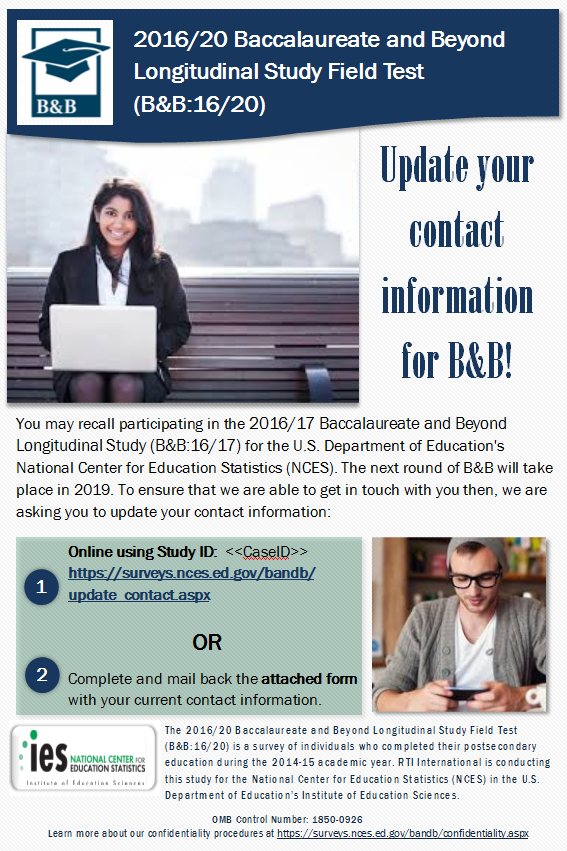 2016/20 Baccalaureate and Beyond
Longitudinal Study Field Test
(B&B:16/20)
B&B
Update your
contact
information
for B&B!
You may recall participating in the 2016/17 Baccalaureate and Beyond
Longitudinal Study (B&B:16/17) for the U.S. Department of Education's
National Center for Education Statistics (NCES). The next round of B&B will take
place in 2019. To ensure that we are able to get in touch with you then, we are
asking you to update your contact information:
1
Online using Study ID: <<CaseID>>
https://surveys.nces.ed.gov/bandb/
update_contact.aspx
OR
2
Complete and mail back the attached form
with your current contact information.
ies NATIONAL CENTER FOR
EDUCATION STATISTICS
Institute of Education Sciences
The 2016/20 Baccalaureate and Beyond Longitudinal Study Field Test
(B&B:16/20) is a survey of individuals who completed their postsecondary
education during the 2014-15 academic year. RTI International is conducting
this study for the National Center for Education Statistics (NCES) in the U.S.
Department of Education's Institute of Education Sciences.
OMB Control Number: 1850-0926
Learn more about our confidentiality procedures at https://surveys.nces.ed.gov/bandb/confidentiality.aspx